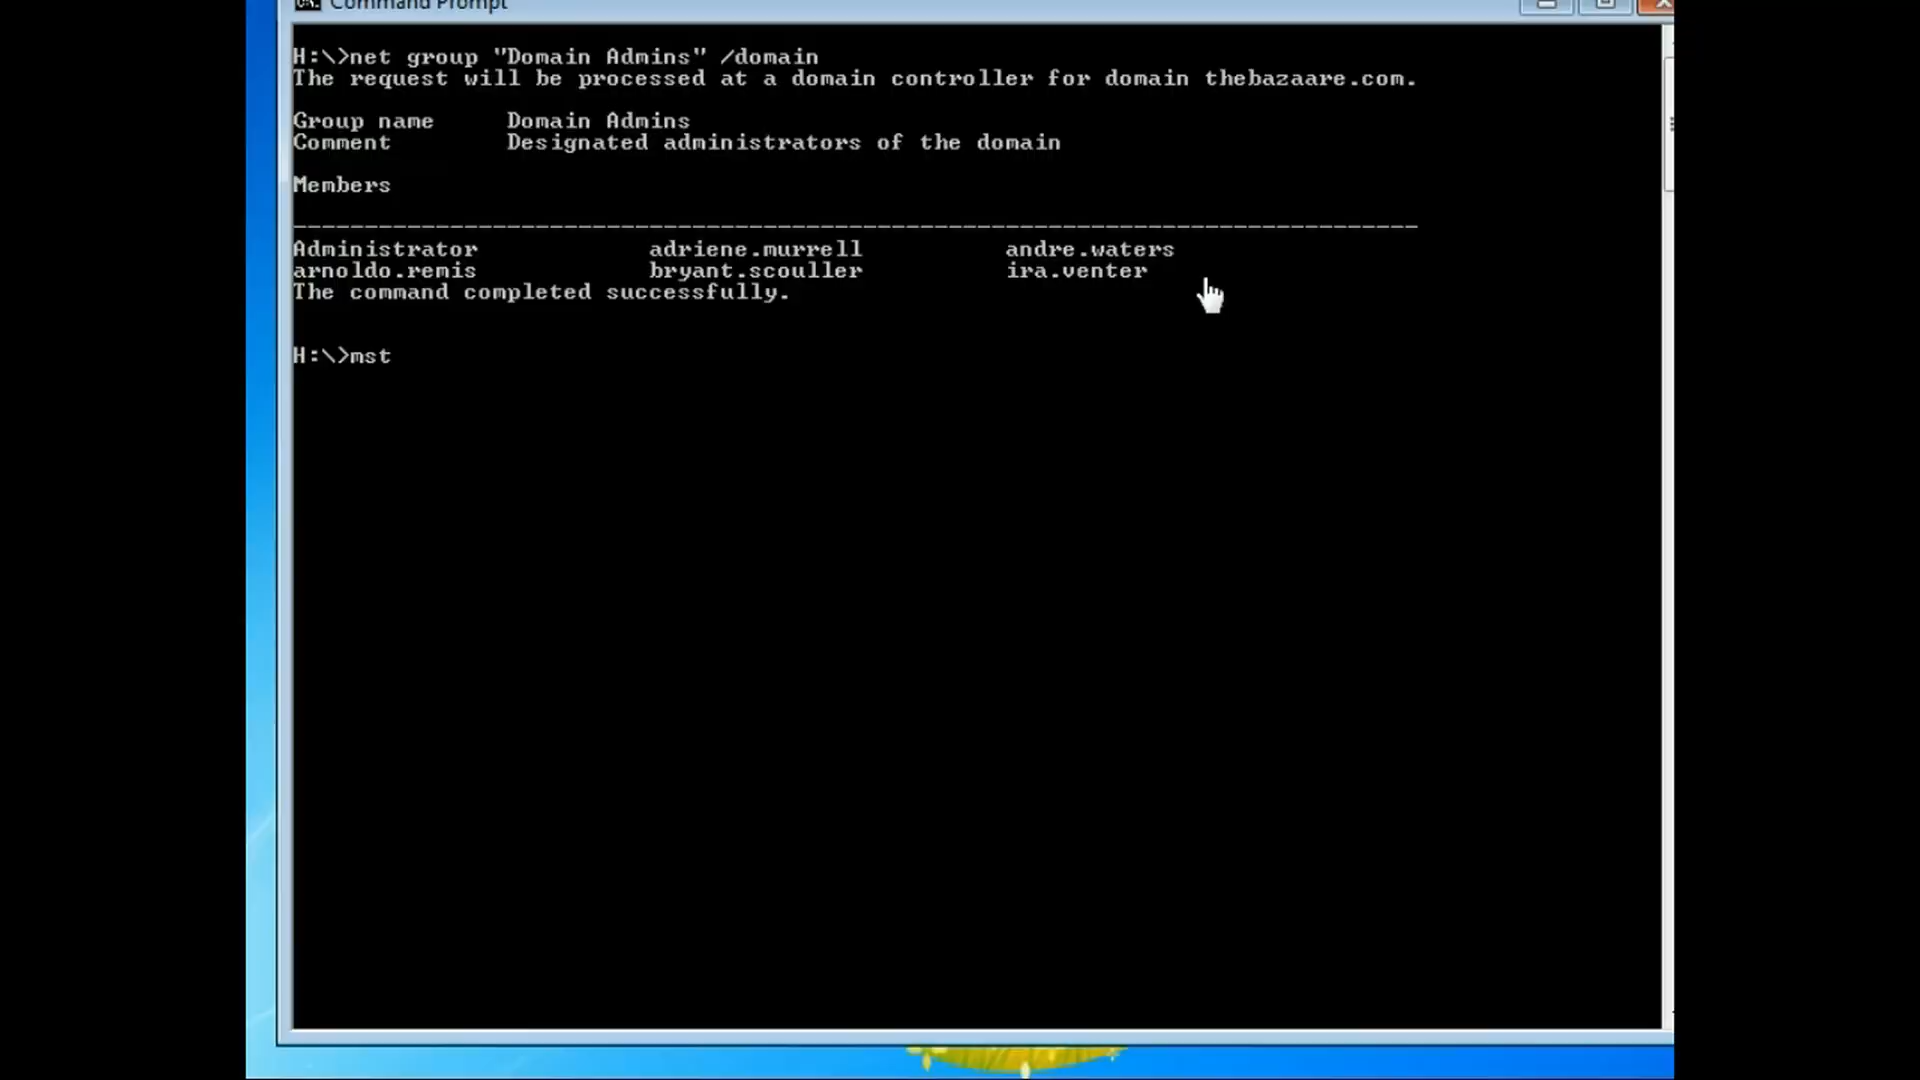 Command Prompt
H:\>net group "Domain Admins" /domain
The request will be processed at a domain controller for domain thebazaare.com.
Group name Domain Admins
Comment Designated administrators of the domain
Members
-------------------------------------------------------------------------------
Administrator adriene.murrell andre.waters
arnoldo.remis bryant.scouller ira.venter
The command completed successfully.
H:\>mst